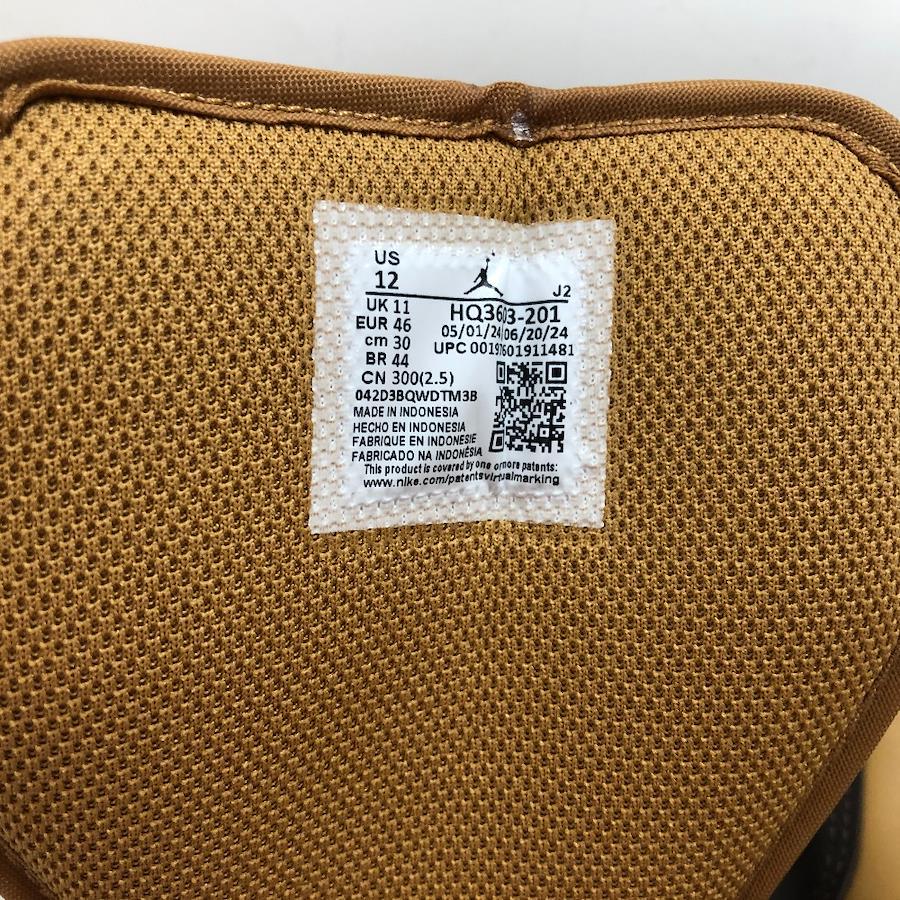 US
12
J2
UK 11
EUR 46
cm 30
BR 44
CN 300(2.5)
HQ3603-201
05/01/24 06/20/24
UPC 00197601911481
042D3BQWDTM3B
MADE IN INDONESIA
HECHO EN INDONESIA
FABRIQUE EN INDONESIE
FABRICADO NA INDONÉSIA
This product is covered by one or more patents:
www.nike.com/patentsvirtualmarking